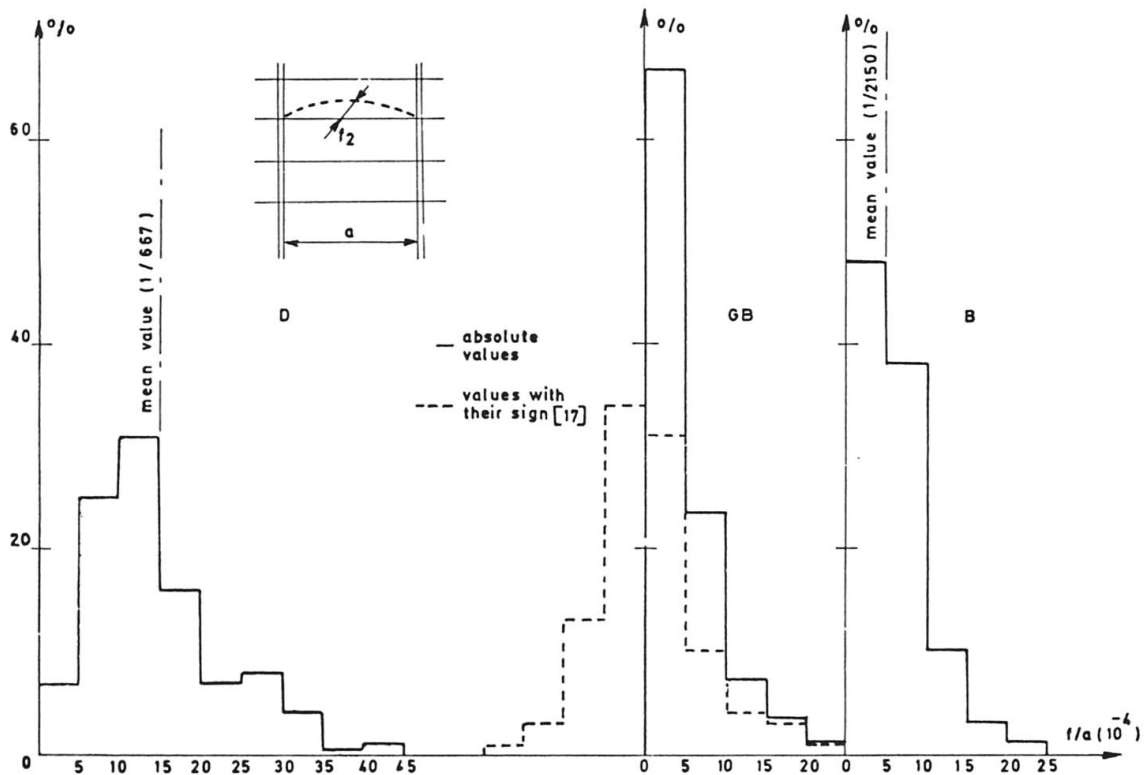 %
%
%
60
40
20
0
mean value (1/667)
f2
a
D
absolute
values
values with
their sign [17]
GB
mean value (1/2150)
B
5 10 15 20 25 30 35 40 45
0 5 10 15 20 0 5 10 15 20 25
f/a (10-4)